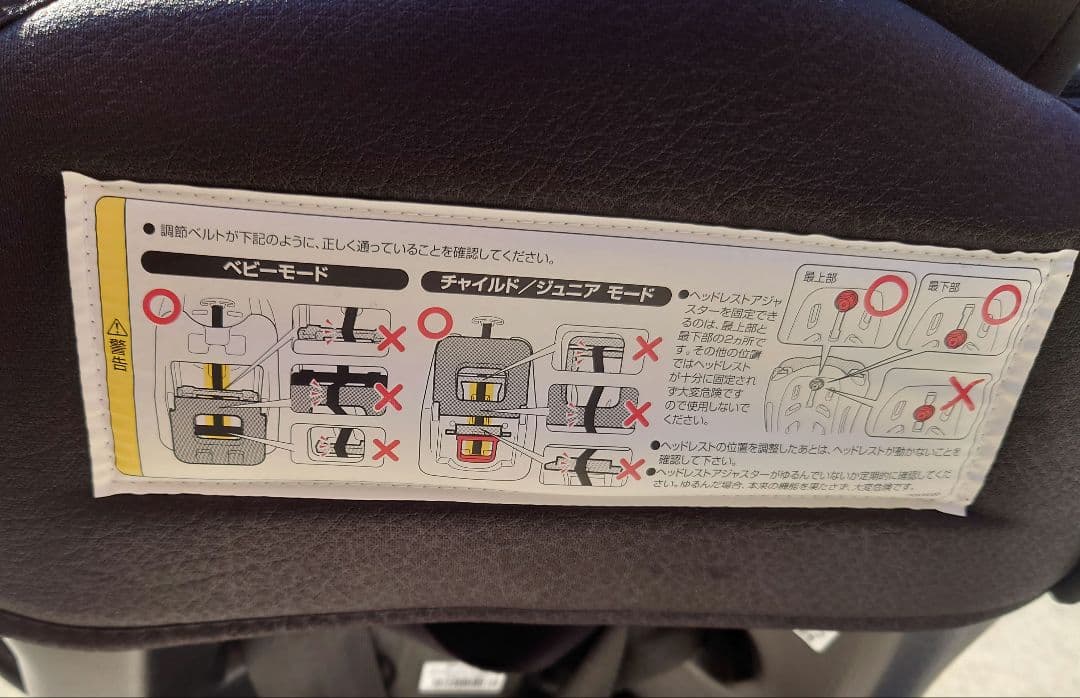 ⚠警告
●調節ベルトが下記のように、正しく通っていることを確認してください。
ベビーモード
チャイルド／ジュニア モード
●ヘッドレストアジャ
スターを固定でき
るのは、最上部と
最下部の2ヵ所で
す。その他の位置
ではヘッドレスト
が十分に固定され
ず大変危険です
ので使用しないで
ください。
最上部
最下部
●ヘッドレストの位置を調整したあとは、ヘッドレストが動かないことを
確認して下さい。
●ヘッドレストアジャスターがゆるんでいないか定期的に確認してくだ
さい。ゆるんだ場合、本来の機能を果たさず、大変危険です。